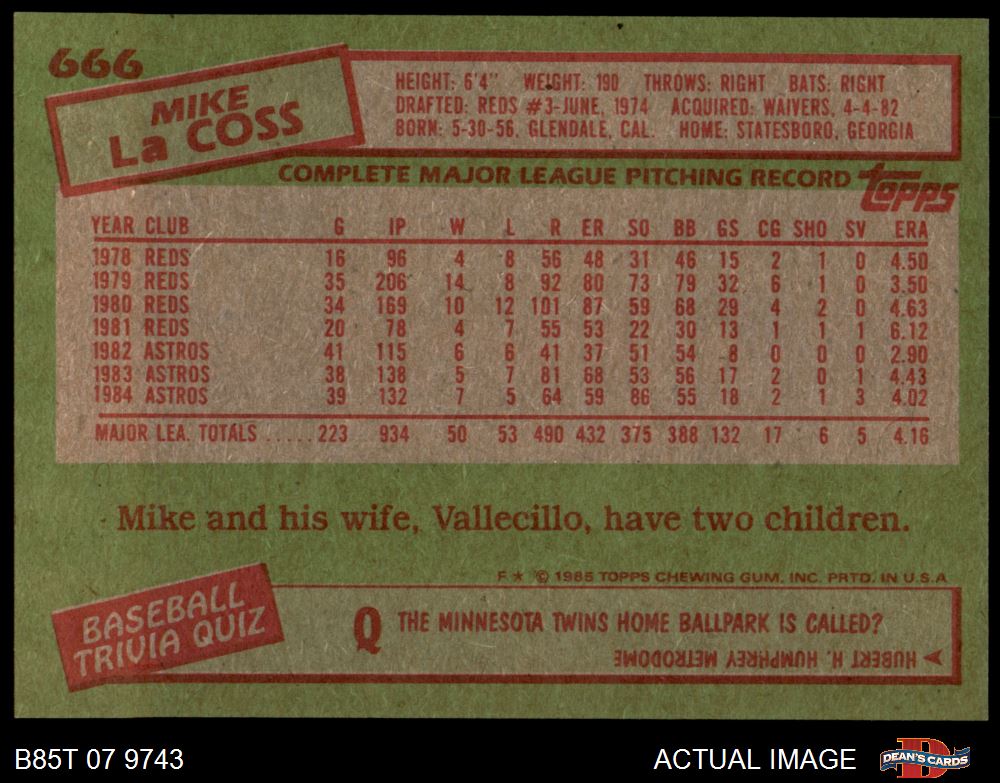 666
MIKE
La COSS
HEIGHT: 6'4" WEIGHT: 190 THROWS: RIGHT BATS: RIGHT
DRAFTED: REDS #3-JUNE, 1974 ACQUIRED: WAIVERS, 4-4-82
BORN: 5-30-56, GLENDALE, CAL. HOME: STATESBORO, GEORGIA
COMPLETE MAJOR LEAGUE PITCHING RECORD topps
YEAR CLUB G IP W L R ER SO BB GS CG SHO SV ERA
1978 REDS 16 96 4 8 56 48 31 46 15 2 1 0 4.50
1979 REDS 35 206 14 8 92 80 73 79 32 6 1 0 3.50
1980 REDS 34 169 10 12 101 87 59 68 29 4 2 0 4.63
1981 REDS 20 78 4 7 55 53 22 30 13 1 1 1 6.12
1982 ASTROS 41 115 6 6 41 37 51 54 8 0 0 0 2.90
1983 ASTROS 38 138 5 7 81 68 53 56 17 2 0 1 4.43
1984 ASTROS 39 132 7 5 64 59 86 55 18 2 1 3 4.02
MAJOR LEA. TOTALS ..... 223 934 50 53 490 432 375 388 132 17 6 5 4.16
Mike and his wife, Vallecillo, have two children.
F ★ © 1985 TOPPS CHEWING GUM, INC. PRTD. IN U.S.A
BASEBALL
TRIVIA QUIZ
Q THE MINNESOTA TWINS HOME BALLPARK IS CALLED?
HUBERT H. HUMPHREY METRODOME
B85T 07 9743 ACTUAL IMAGE D DEAN'S CARDS